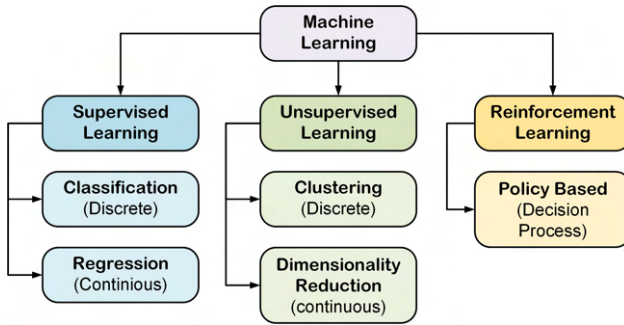 Machine
Learning
Supervised
Learning
Unsupervised
Learning
Reinforcement
Learning
Classification
(Discrete)
Clustering
(Discrete)
Policy Based
(Decision
Process)
Regression
(Continious)
Dimensionality
Reduction
(continuous)